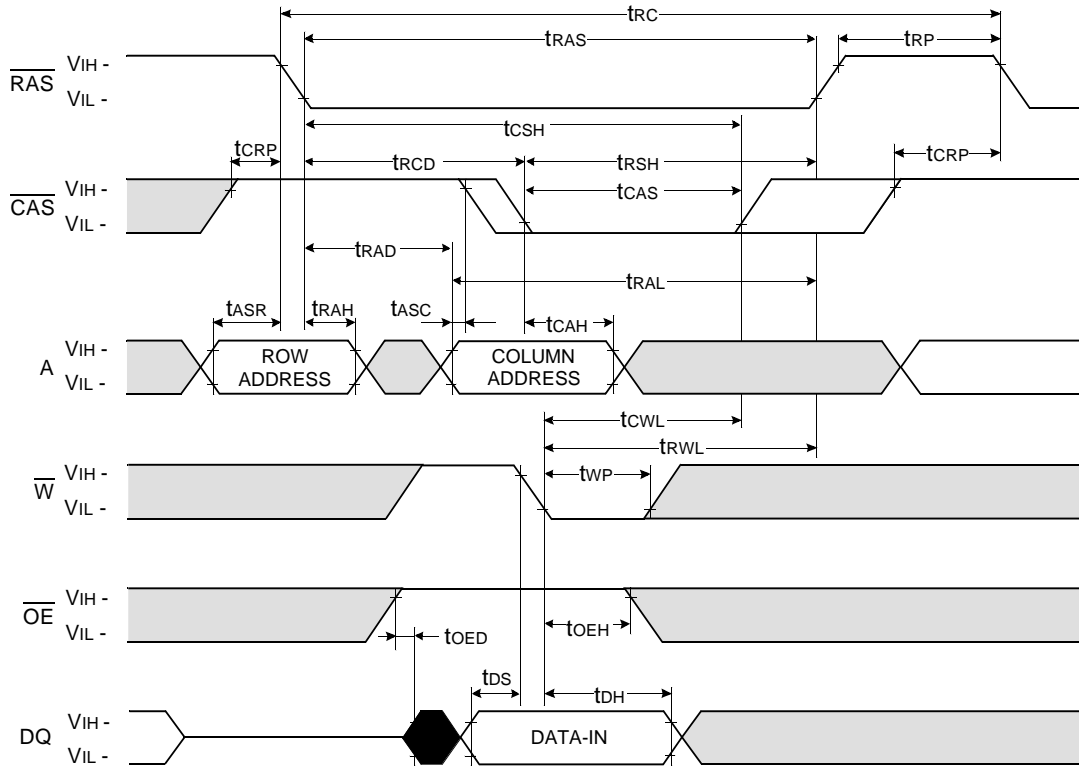 tRC
tRAS
tRP
RAS
VIH -
VIL -
tCSH
tCRP
tRCD
tRSH
tCRP
CAS
VIH -
VIL -
tCAS
tRAD
tRAL
tASR
tRAH
tASC
tCAH
A
VIH -
VIL -
ROW
ADDRESS
COLUMN
ADDRESS
tCWL
tRWL
W
VIH -
VIL -
tWP
OE
VIH -
VIL -
tOED
tOEH
tDS
tDH
DQ
VIH -
VIL -
DATA-IN